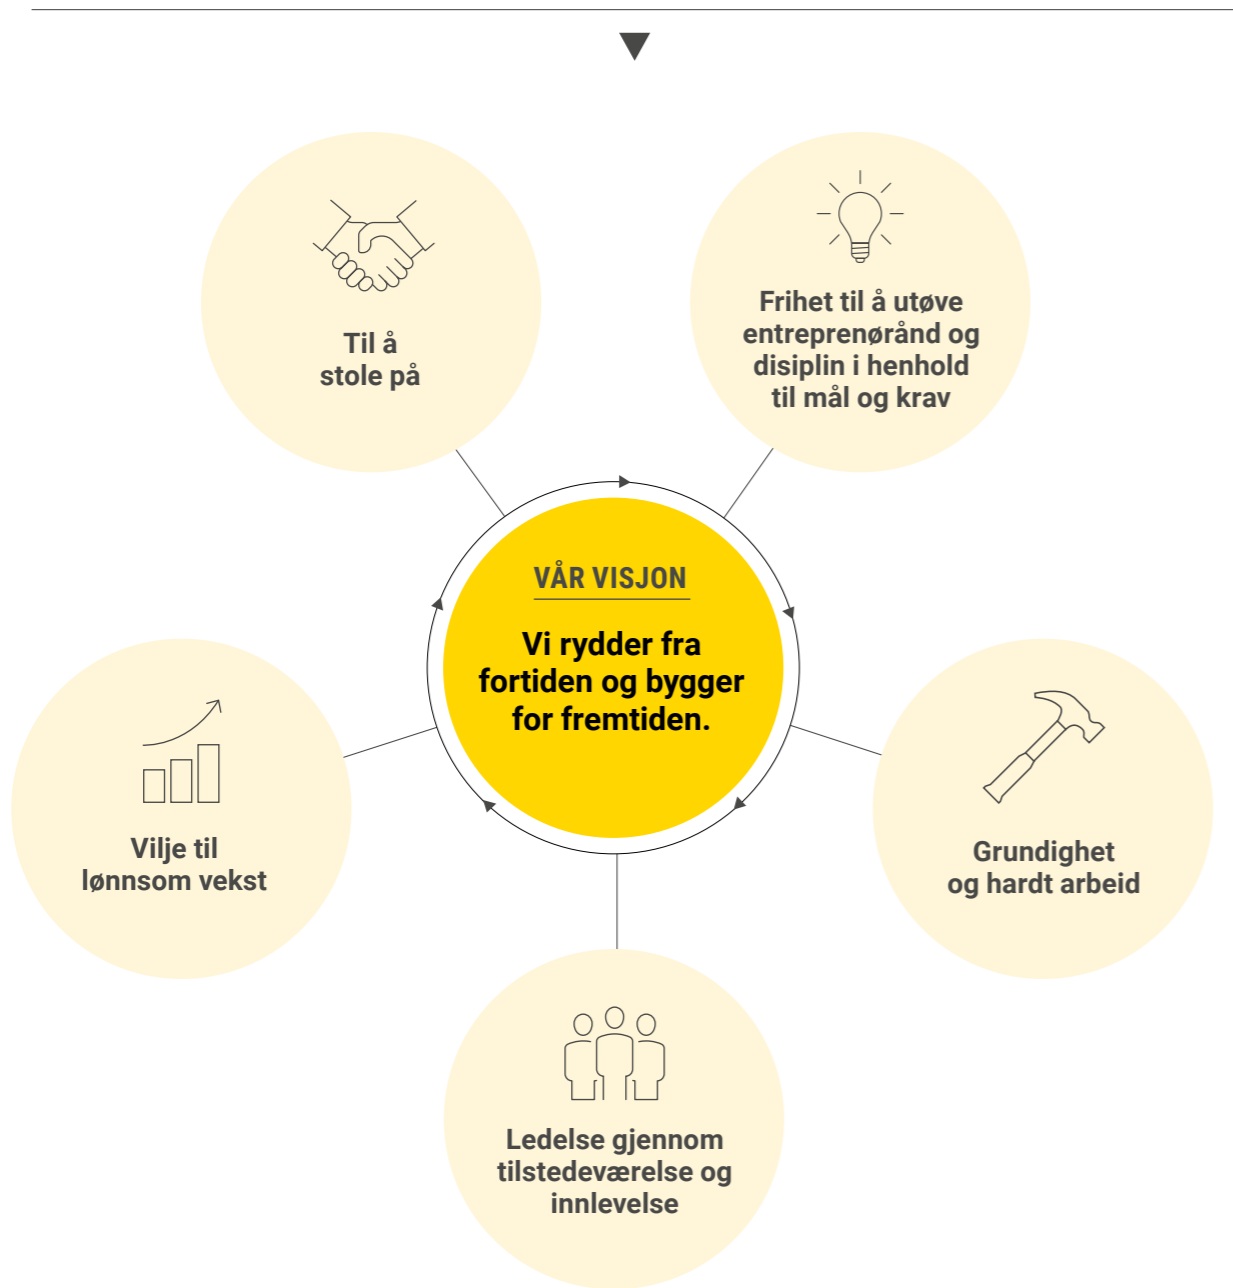 Til å
stole på
Frihet til å utøve
entreprenørånd og
disiplin i henhold
til mål og krav
VÅR VISJON
Vi rydder fra
fortiden og bygger
for fremtiden.
Vilje til
lønnsom vekst
Grundighet
og hardt arbeid
Ledelse gjennom
tilstedeværelse og
innlevelse